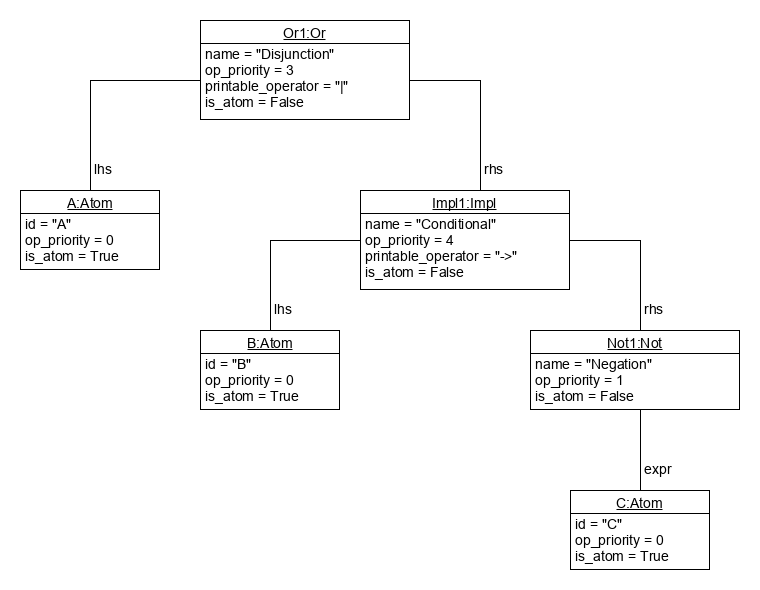 Or1:Or
name = "Disjunction"
op_priority = 3
printable_operator = "|"
is_atom = False
lhs
rhs
A:Atom
id = "A"
op_priority = 0
is_atom = True
Impl1:Impl
name = "Conditional"
op_priority = 4
printable_operator = "->"
is_atom = False
lhs
rhs
B:Atom
id = "B"
op_priority = 0
is_atom = True
Not1:Not
name = "Negation"
op_priority = 1
is_atom = False
expr
C:Atom
id = "C"
op_priority = 0
is_atom = True